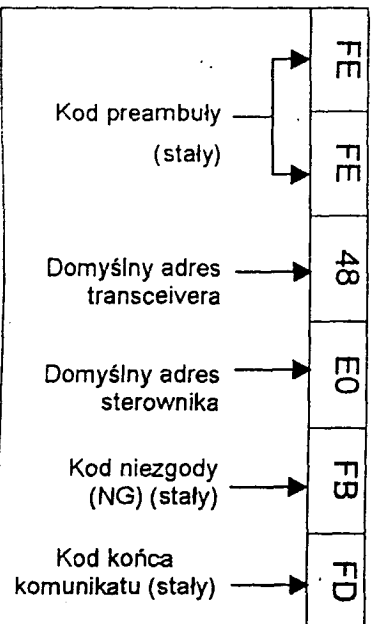 FE
Kod preambuły
(stały)
FE
Domyślny adres
transceivera
48
Domyślny adres
sterownika
E0
Kod niezgody
(NG) (stały)
FB
Kod końca
komunikatu (stały)
FD